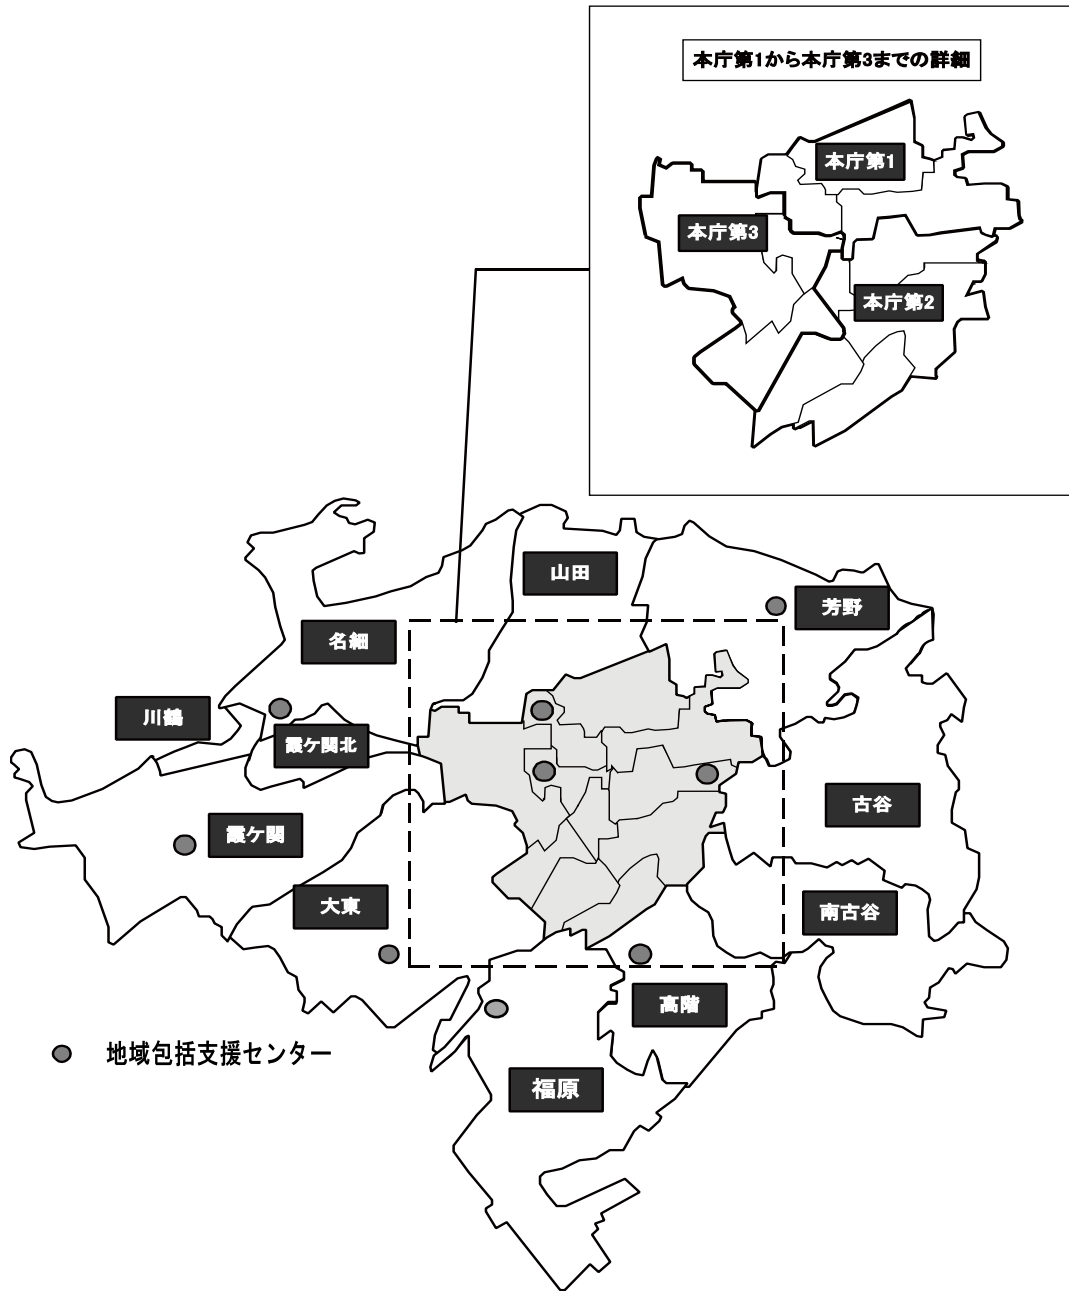 本庁第1から本庁第3までの詳細
本庁第1
本庁第3
本庁第2
山田
芳野
名細
川鶴
霞ケ関北
古谷
霞ケ関
大東
南古谷
高階
地域包括支援センター
福原